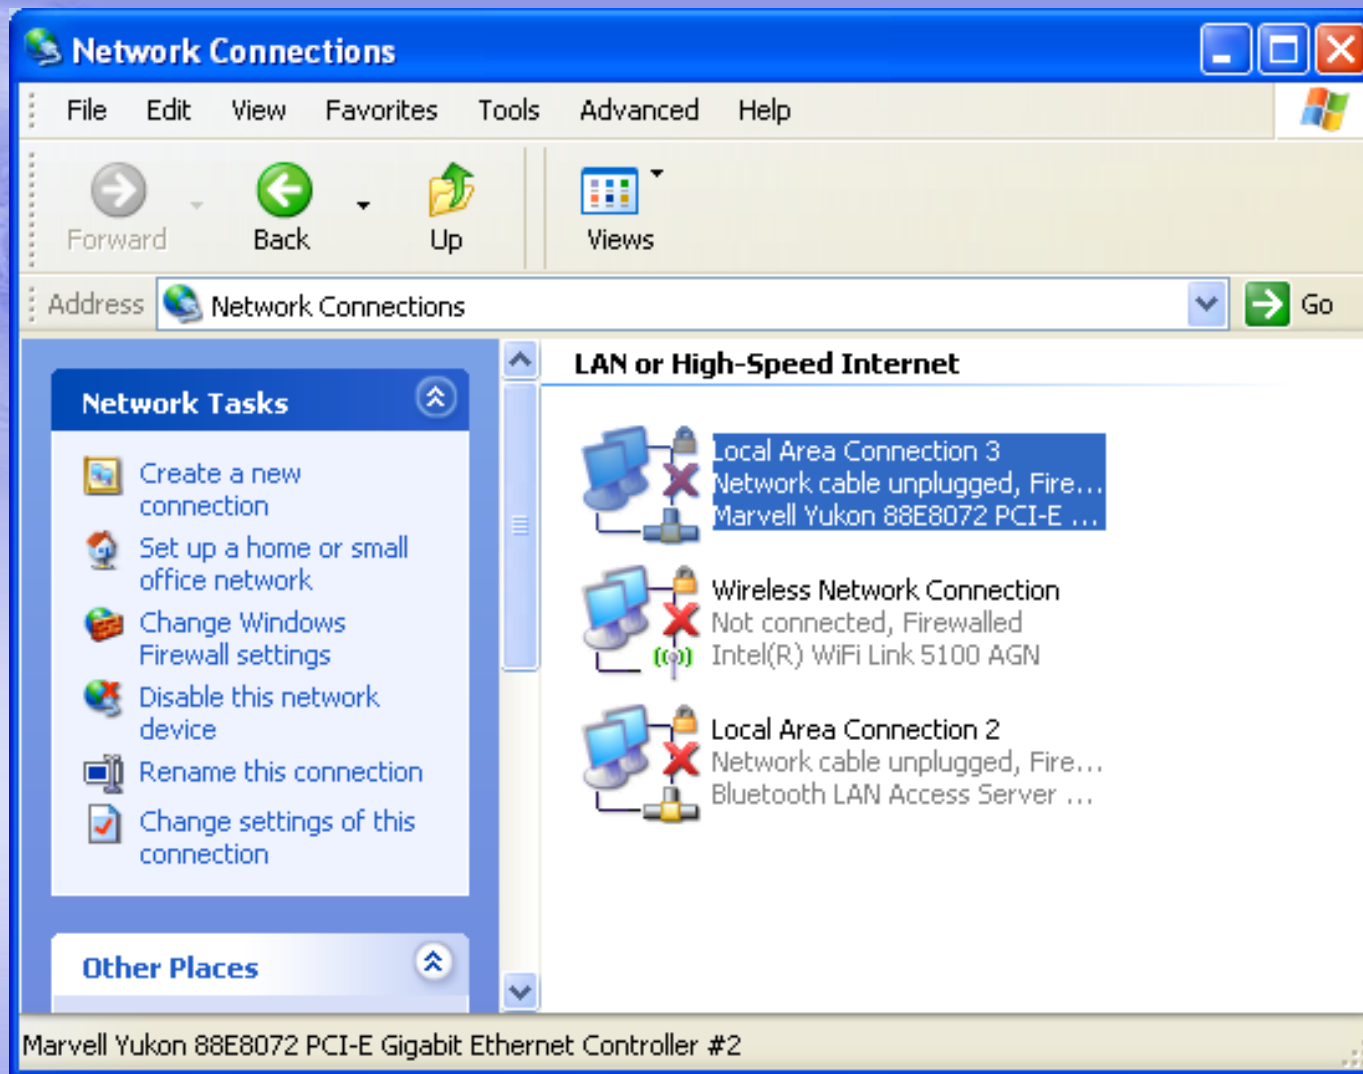 Network Connections
File Edit View Favorites Tools Advanced Help
Forward Back Up Views
Address Network Connections Go
Network Tasks
Create a new
connection
Set up a home or small
office network
Change Windows
Firewall settings
Disable this network
device
Rename this connection
Change settings of this
connection
Other Places
LAN or High-Speed Internet
Local Area Connection 3
Network cable unplugged, Fire...
Marvell Yukon 88E8072 PCI-E ...
Wireless Network Connection
Not connected, Firewalled
Intel(R) WiFi Link 5100 AGN
Local Area Connection 2
Network cable unplugged, Fire...
Bluetooth LAN Access Server ...
Marvell Yukon 88E8072 PCI-E Gigabit Ethernet Controller #2